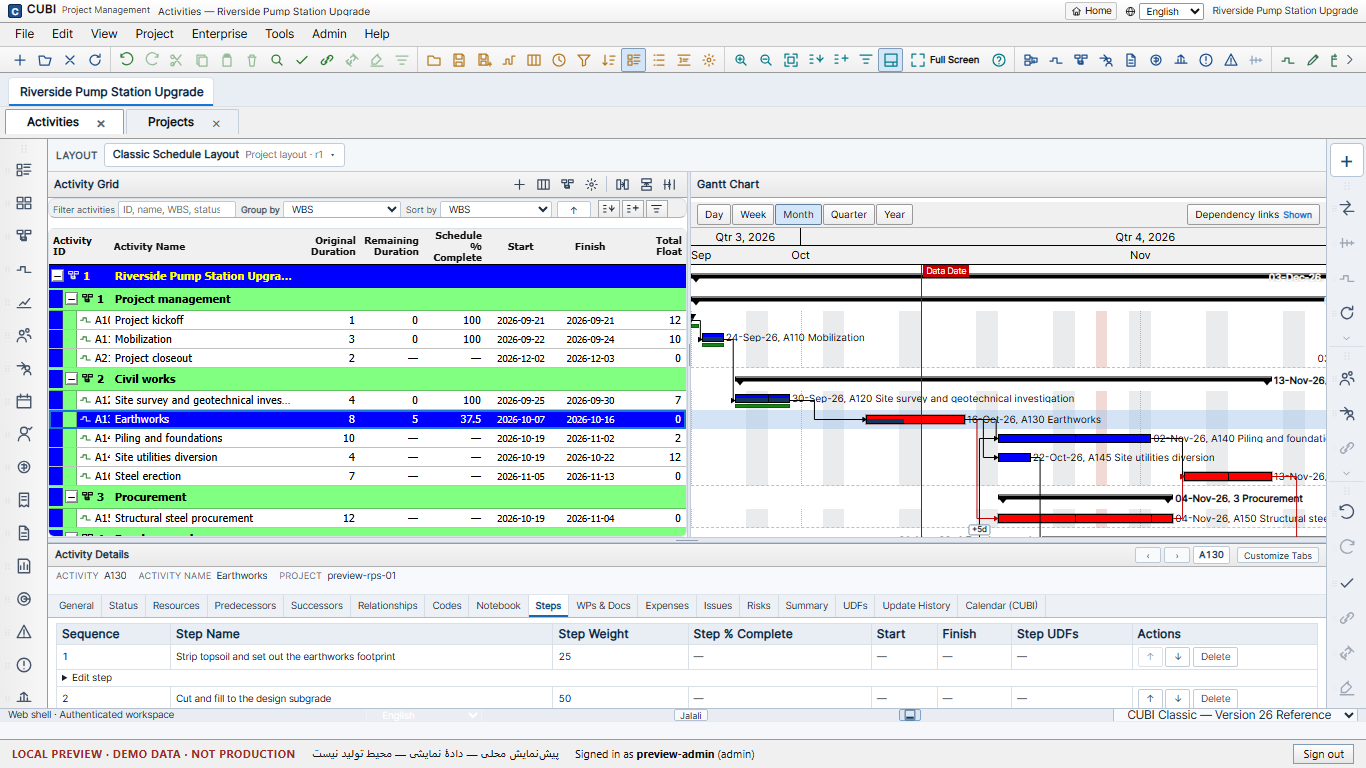 CUBI Project Management Activities — Riverside Pump Station Upgrade
Home English Riverside Pump Station Upgrade
File Edit View Project Enterprise Tools Admin Help
Full Screen
Riverside Pump Station Upgrade
Activities × Projects ×
LAYOUT Classic Schedule Layout Project layout · r1
Activity Grid
Filter activities ID, name, WBS, status Group by WBS Sort by WBS
Activity ID Activity Name Original Duration Remaining Duration Schedule % Complete Start Finish Total Float
1 Riverside Pump Station Upgra...
1 Project management
Project kickoff 1 0 100 2026-09-21 2026-09-21 12
Mobilization 3 0 100 2026-09-22 2026-09-24 10
Project closeout 2 — — 2026-12-02 2026-12-03 0
2 Civil works
Site survey and geotechnical inves... 4 0 100 2026-09-25 2026-09-30 7
Earthworks 8 5 37.5 2026-10-07 2026-10-16 0
Piling and foundations 10 — — 2026-10-19 2026-11-02 2
Site utilities diversion 4 — — 2026-10-19 2026-10-22 12
Steel erection 7 — — 2026-11-05 2026-11-13 0
3 Procurement
Structural steel procurement 12 — — 2026-10-19 2026-11-04 0
Gantt Chart
Day Week Month Quarter Year Dependency links Shown
Qtr 3, 2026 Qtr 4, 2026
Sep Oct Nov
Data Date
03-Dec-26
24-Sep-26, A110 Mobilization
13-Nov-26,
30-Sep-26, A120 Site survey and geotechnical investigation
16-Oct-26, A130 Earthworks
02-Nov-26, A140 Piling and foundati
22-Oct-26, A145 Site utilities diversion
13-Nov-26,
04-Nov-26, 3 Procurement
04-Nov-26, A150 Structural stee
+5d
Activity Details
A130 Customize Tabs
ACTIVITY A130 ACTIVITY NAME Earthworks PROJECT preview-rps-01
General Status Resources Predecessors Successors Relationships Codes Notebook Steps WPs & Docs Expenses Issues Risks Summary UDFs Update History Calendar (CUBI)
Sequence Step Name Step Weight Step % Complete Start Finish Step UDFs Actions
1 Strip topsoil and set out the earthworks footprint 25 — — — — ↑ ↓ Delete
▶ Edit step
2 Cut and fill to the design subgrade 50 — — — — ↑ ↓ Delete
Web shell · Authenticated workspace English Jalali CUBI Classic — Version 26 Reference
LOCAL PREVIEW · DEMO DATA · NOT PRODUCTION پیش‌نمایش محلی — دادهٔ نمایشی — محیط تولید نیست Signed in as preview-admin (admin) Sign out